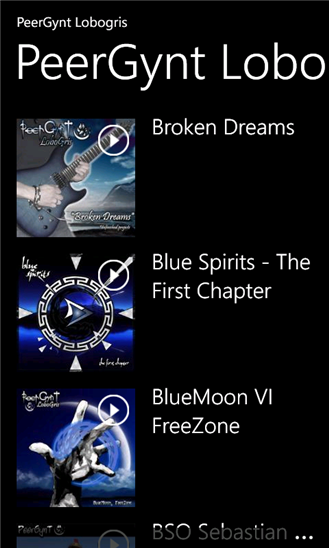 PeerGynt Lobogris
PeerGynt Lobo
PeerGynt
LoboGris
"Broken Dreams"
Broken Dreams
blue
spirits
the first chapter
Blue Spirits - The
First Chapter
PeerGynt
LoboGris
BlueMoon, FreeZone
BlueMoon VI
FreeZone
PeerGynt
BSO Sebastian ...